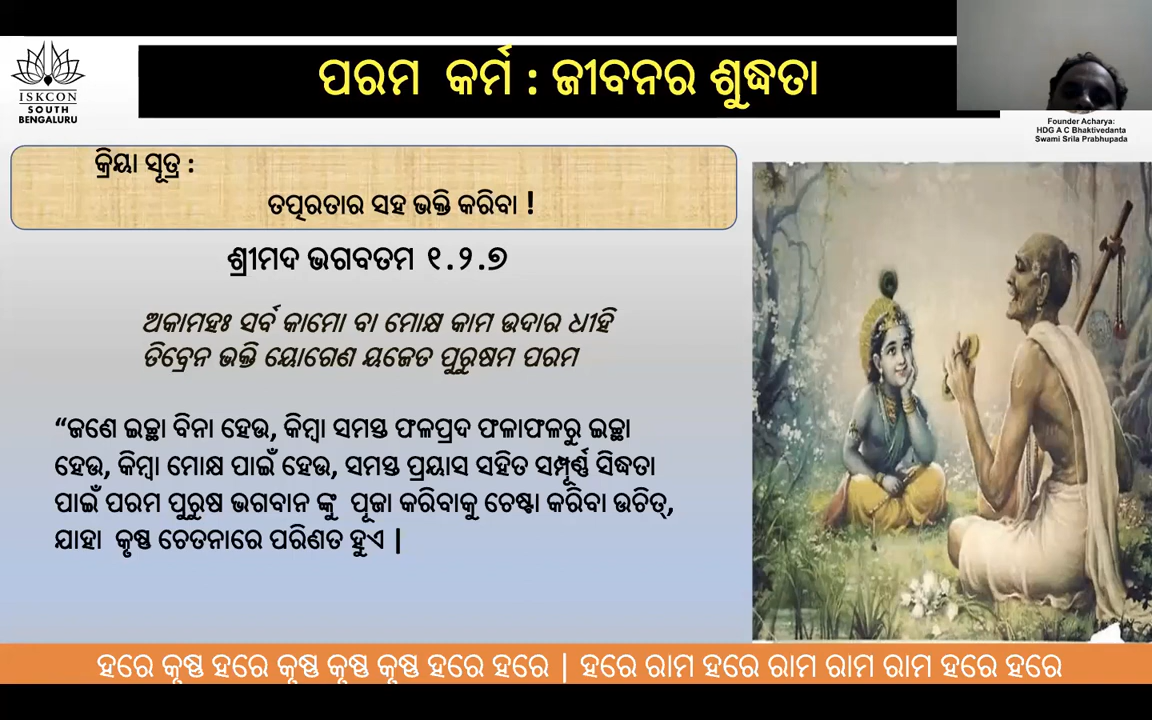 ପରମ କର୍ମ : ଜୀବନର ଶୁଦ୍ଧତା
ISKCON
SOUTH
BENGALURU
Founder Acharya:
HDG A C Bhaktivedanta
Swami Srila Prabhupada
କ୍ରିୟା ସୂତ୍ର :
ତତ୍ପରତାର ସହ ଭକ୍ତି କରିବା !
ଶ୍ରୀମଦ ଭଗବତମ ୧.୨.୭
ଅକାମହଃ ସର୍ବ କାମୋ ବା ମୋକ୍ଷ କାମ ଉଦାର ଧୀହି
ତିବ୍ରେନ ଭକ୍ତି ୟୋଗେଣ ୟଜେତ ପୁରୁଷମ ପରମ
“ଜଣେ ଇଚ୍ଛା ବିନା ହେଉ, କିମ୍ବା ସମସ୍ତ ଫଳପ୍ରଦ ଫଳାଫଳରୁ ଇଚ୍ଛା
ହେଉ, କିମ୍ବା ମୋକ୍ଷ ପାଇଁ ହେଉ, ସମସ୍ତ ପ୍ରୟାସ ସହିତ ସମ୍ପୂର୍ଣ୍ଣ ସିଦ୍ଧତା
ପାଇଁ ପରମ ପୁରୁଷ ଭଗବାନ ଙ୍କୁ ପୂଜା କରିବାକୁ ଚେଷ୍ଟା କରିବା ଉଚିତ୍,
ଯାହା କୃଷ୍ଣ ଚେତନାରେ ପରିଣତ ହୁଏ |
ହରେ କୃଷ୍ଣ ହରେ କୃଷ୍ଣ କୃଷ୍ଣ କୃଷ୍ଣ ହରେ ହରେ | ହରେ ରାମ ହରେ ରାମ ରାମ ରାମ ହରେ ହରେ